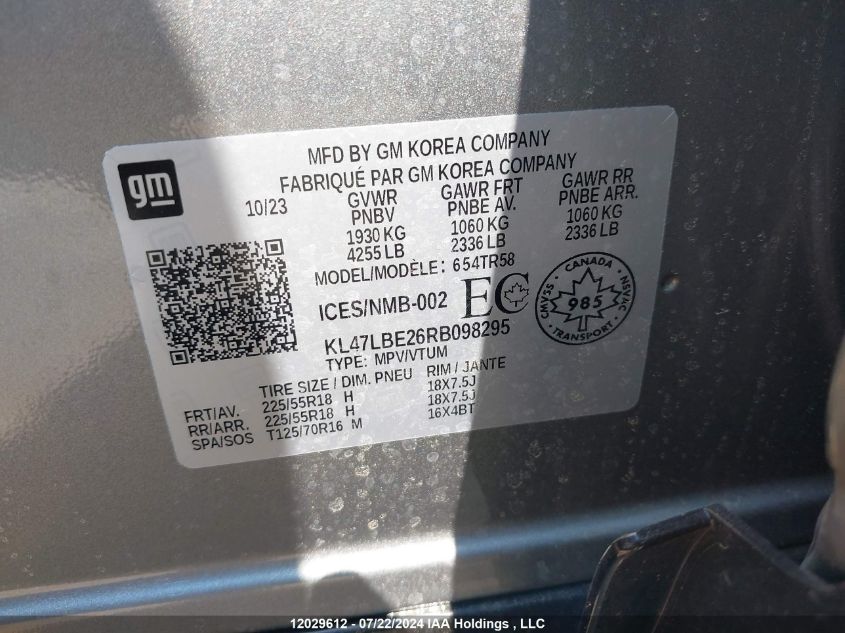 gm
MFD BY GM KOREA COMPANY
FABRIQUÉ PAR GM KOREA COMPANY
10/23
GVWR
PNBV
1930 KG
4255 LB
GAWR FRT
PNBE AV.
1060 KG
2336 LB
GAWR RR
PNBE ARR.
1060 KG
2336 LB
MODEL/MODÈLE: 654TR58
ICES/NMB-002
EC
CANADA
SSVAC
NSVAC
985
TRANSPORT
KL47LBE26RB098295
TYPE: MPV/VTUM
TIRE SIZE / DIM. PNEU RIM / JANTE
FRT/AV. 225/55R18 H 18X7.5J
RR/ARR. 225/55R18 H 18X7.5J
SPA/SOS T125/70R16 M 16X4BT
12029612 - 07/22/2024 IAA Holdings , LLC